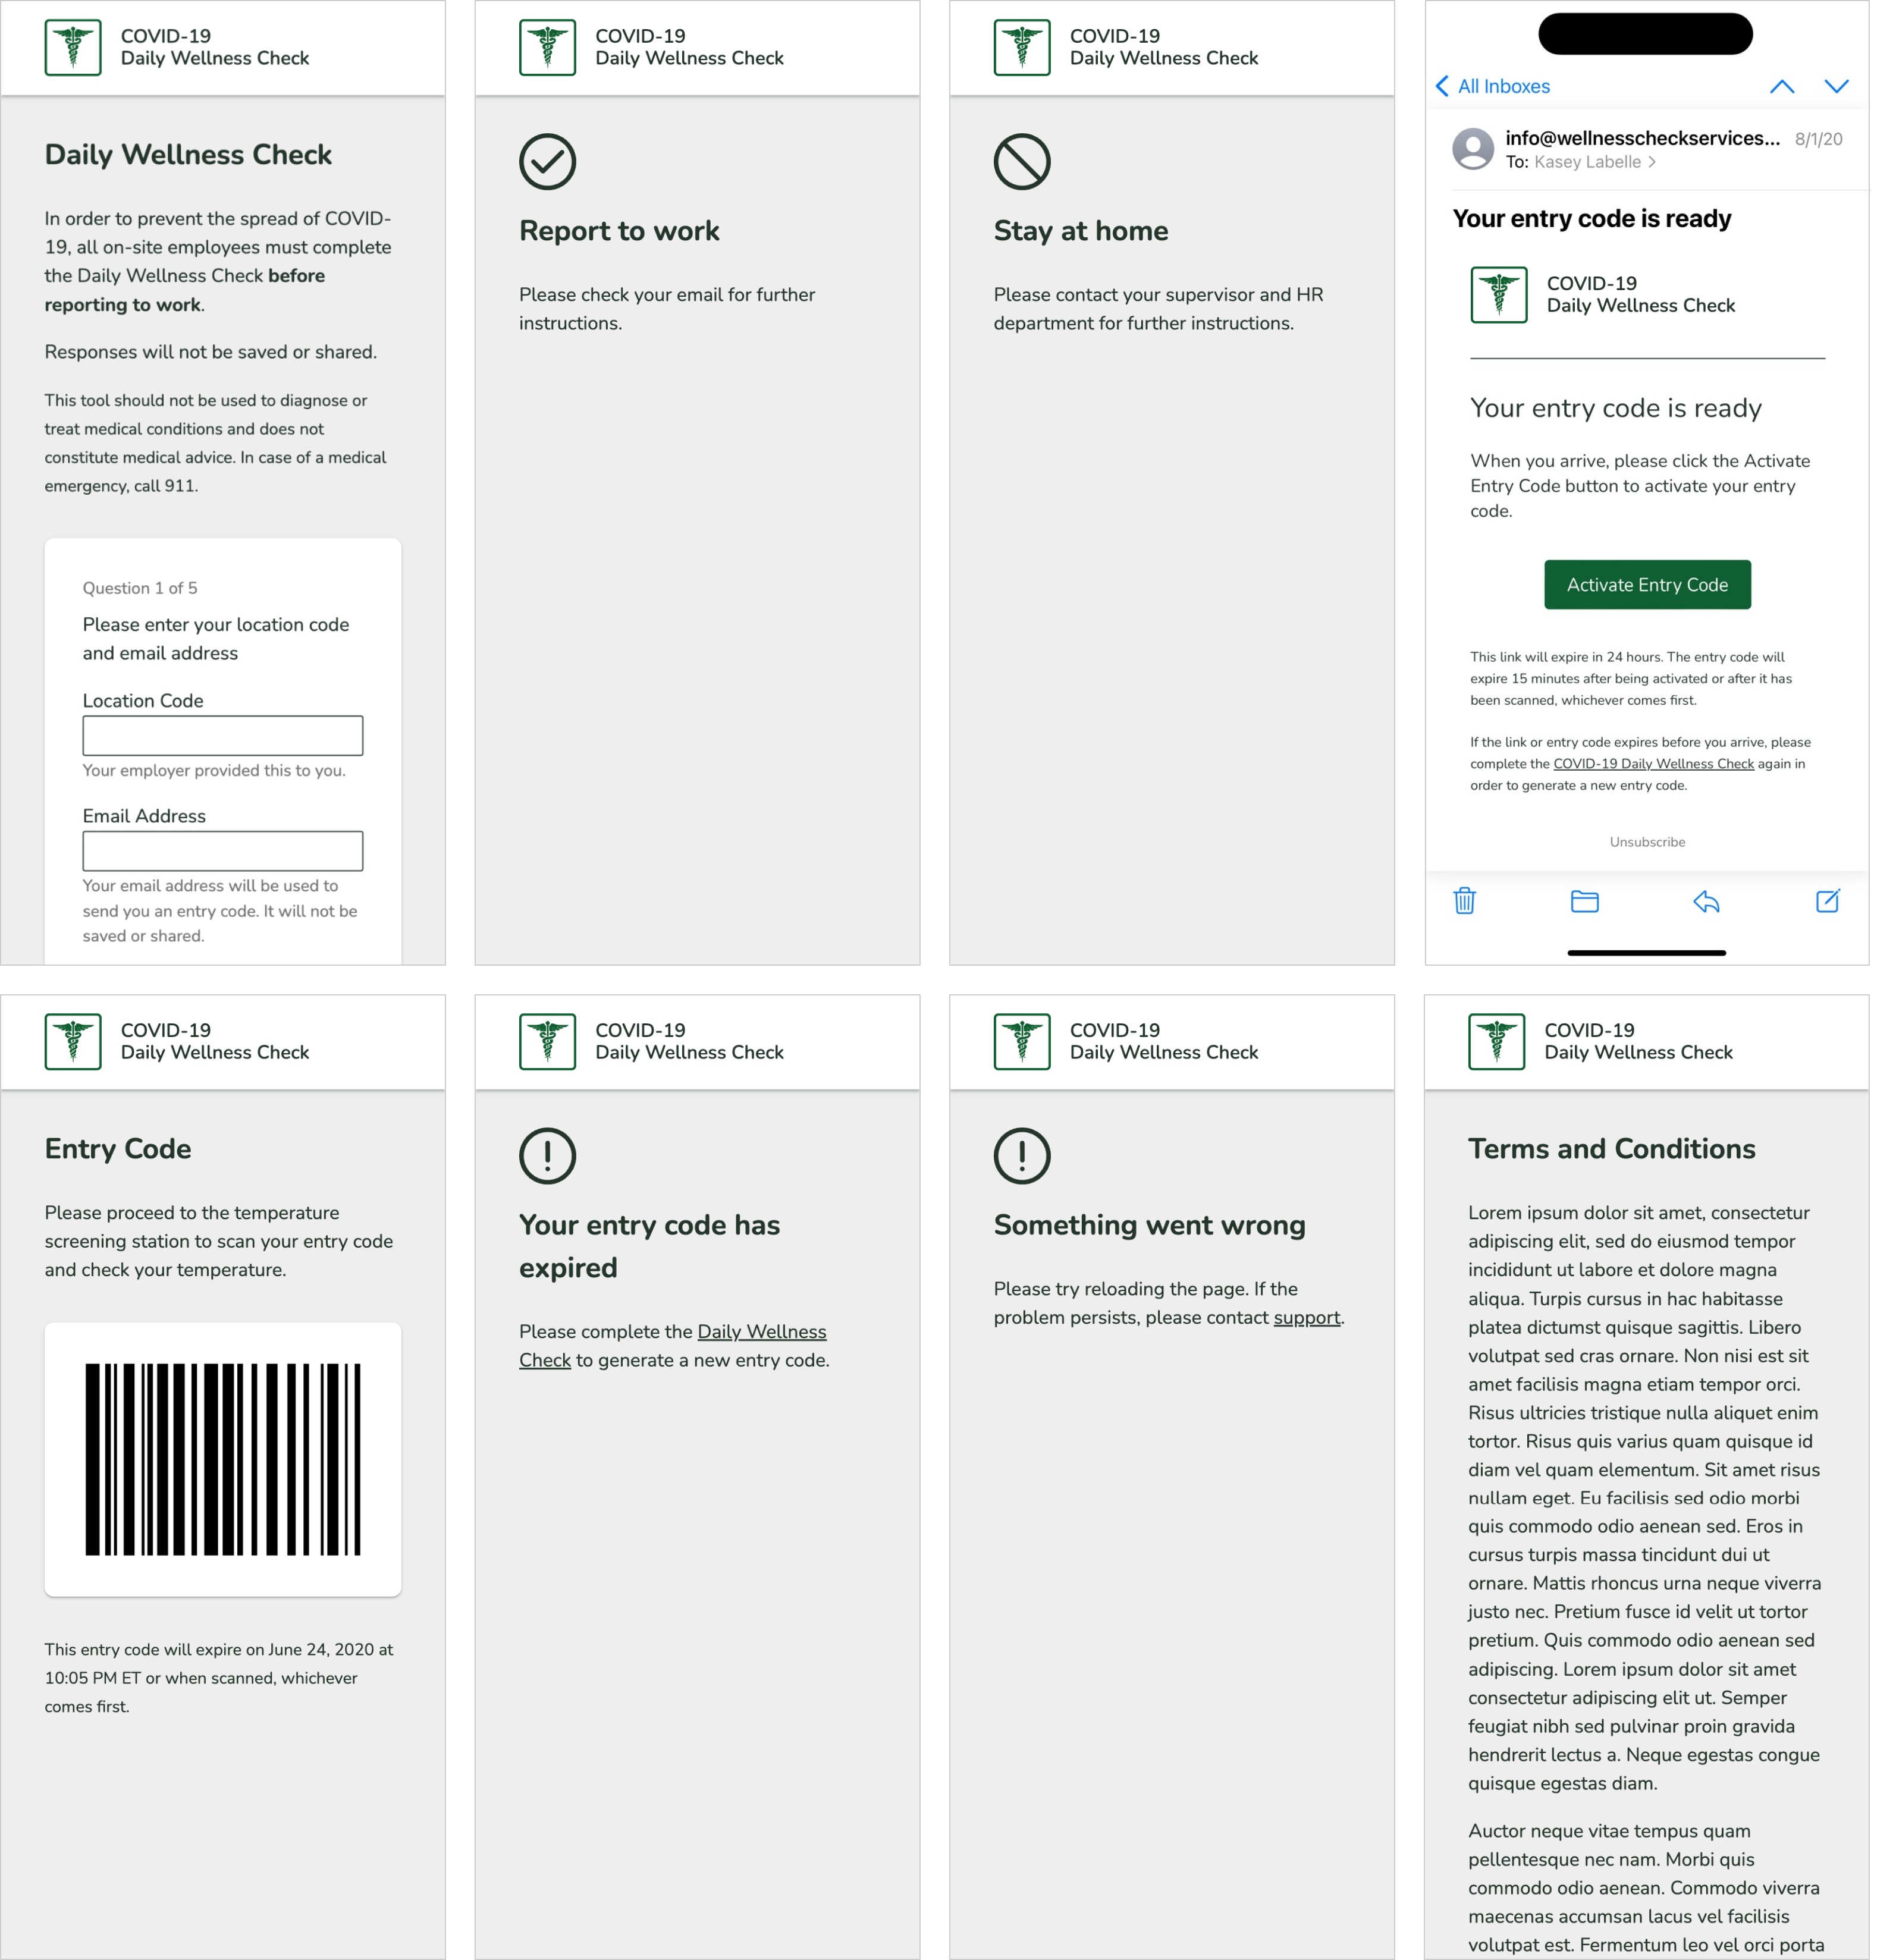 COVID-19
Daily Wellness Check
Daily Wellness Check
In order to prevent the spread of COVID-
19, all on-site employees must complete
the Daily Wellness Check before
reporting to work.
Responses will not be saved or shared.
This tool should not be used to diagnose or
treat medical conditions and does not
constitute medical advice. In case of a medical
emergency, call 911.
Question 1 of 5
Please enter your location code
and email address
Location Code
Your employer provided this to you.
Email Address
Your email address will be used to
send you an entry code. It will not be
saved or shared.
COVID-19
Daily Wellness Check
Report to work
Please check your email for further
instructions.
COVID-19
Daily Wellness Check
Stay at home
Please contact your supervisor and HR
department for further instructions.
All Inboxes
info@wellnesscheckservices... 8/1/20
To: Kasey Labelle
Your entry code is ready
COVID-19
Daily Wellness Check
Your entry code is ready
When you arrive, please click the Activate
Entry Code button to activate your entry
code.
Activate Entry Code
This link will expire in 24 hours. The entry code will
expire 15 minutes after being activated or after it has
been scanned, whichever comes first.
If the link or entry code expires before you arrive, please
complete the COVID-19 Daily Wellness Check again in
order to generate a new entry code.
Unsubscribe
COVID-19
Daily Wellness Check
Entry Code
Please proceed to the temperature
screening station to scan your entry code
and check your temperature.
This entry code will expire on June 24, 2020 at
10:05 PM ET or when scanned, whichever
comes first.
COVID-19
Daily Wellness Check
Your entry code has
expired
Please complete the Daily Wellness
Check to generate a new entry code.
COVID-19
Daily Wellness Check
Something went wrong
Please try reloading the page. If the
problem persists, please contact support.
COVID-19
Daily Wellness Check
Terms and Conditions
Lorem ipsum dolor sit amet, consectetur
adipiscing elit, sed do eiusmod tempor
incididunt ut labore et dolore magna
aliqua. Turpis cursus in hac habitasse
platea dictumst quisque sagittis. Libero
volutpat sed cras ornare. Non nisi est sit
amet facilisis magna etiam tempor orci.
Risus ultricies tristique nulla aliquet enim
tortor. Risus quis varius quam quisque id
diam vel quam elementum. Sit amet risus
nullam eget. Eu facilisis sed odio morbi
quis commodo odio aenean sed. Eros in
cursus turpis massa tincidunt dui ut
ornare. Mattis rhoncus urna neque viverra
justo nec. Pretium fusce id velit ut tortor
pretium. Quis commodo odio aenean sed
adipiscing. Lorem ipsum dolor sit amet
consectetur adipiscing elit ut. Semper
feugiat nibh sed pulvinar proin gravida
hendrerit lectus a. Neque egestas congue
quisque egestas diam.
Auctor neque vitae tempus quam
pellentesque nec nam. Morbi quis
commodo odio aenean. Commodo viverra
maecenas accumsan lacus vel facilisis
volutpat est. Fermentum leo vel orci porta